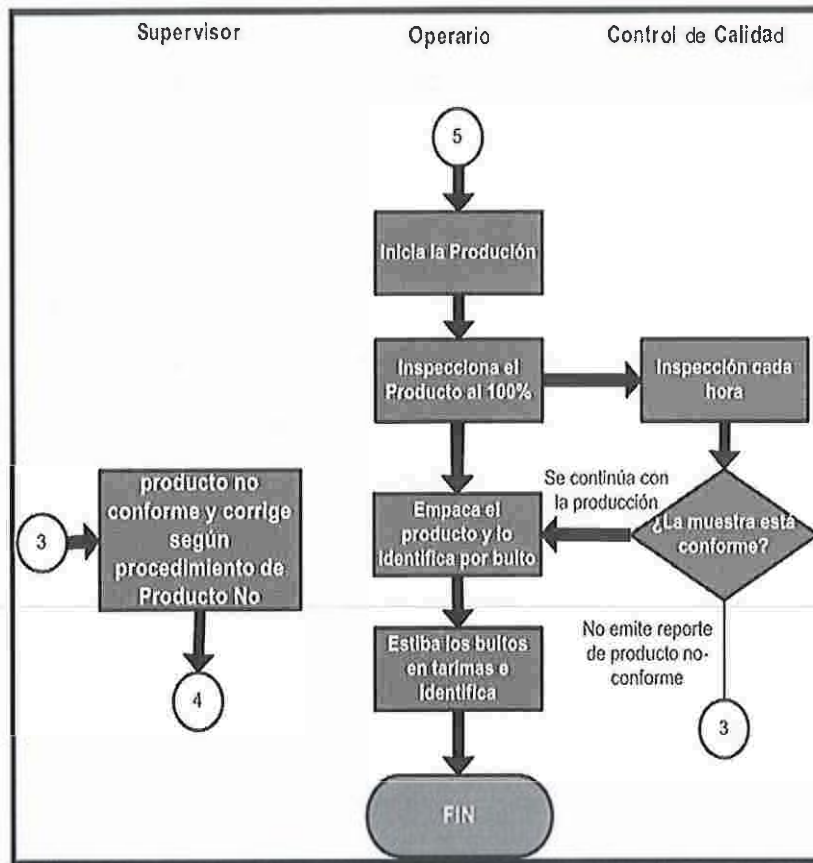 Supervisor
Operario
Control de Calidad
5
Inicia la Produción
Inspecciona el
Producto al 100%
Inspección cada
hora
3
producto no
conforme y corrige
según
procedimiento de
Producto No
4
Empaca el
producto y lo
identifica por bulto
Se continúa con
la producción
¿La muestra está
conforme?
Estiba los bultos
en tarimas e
identifica
No emite reporte
de producto no-
conforme
3
FIN